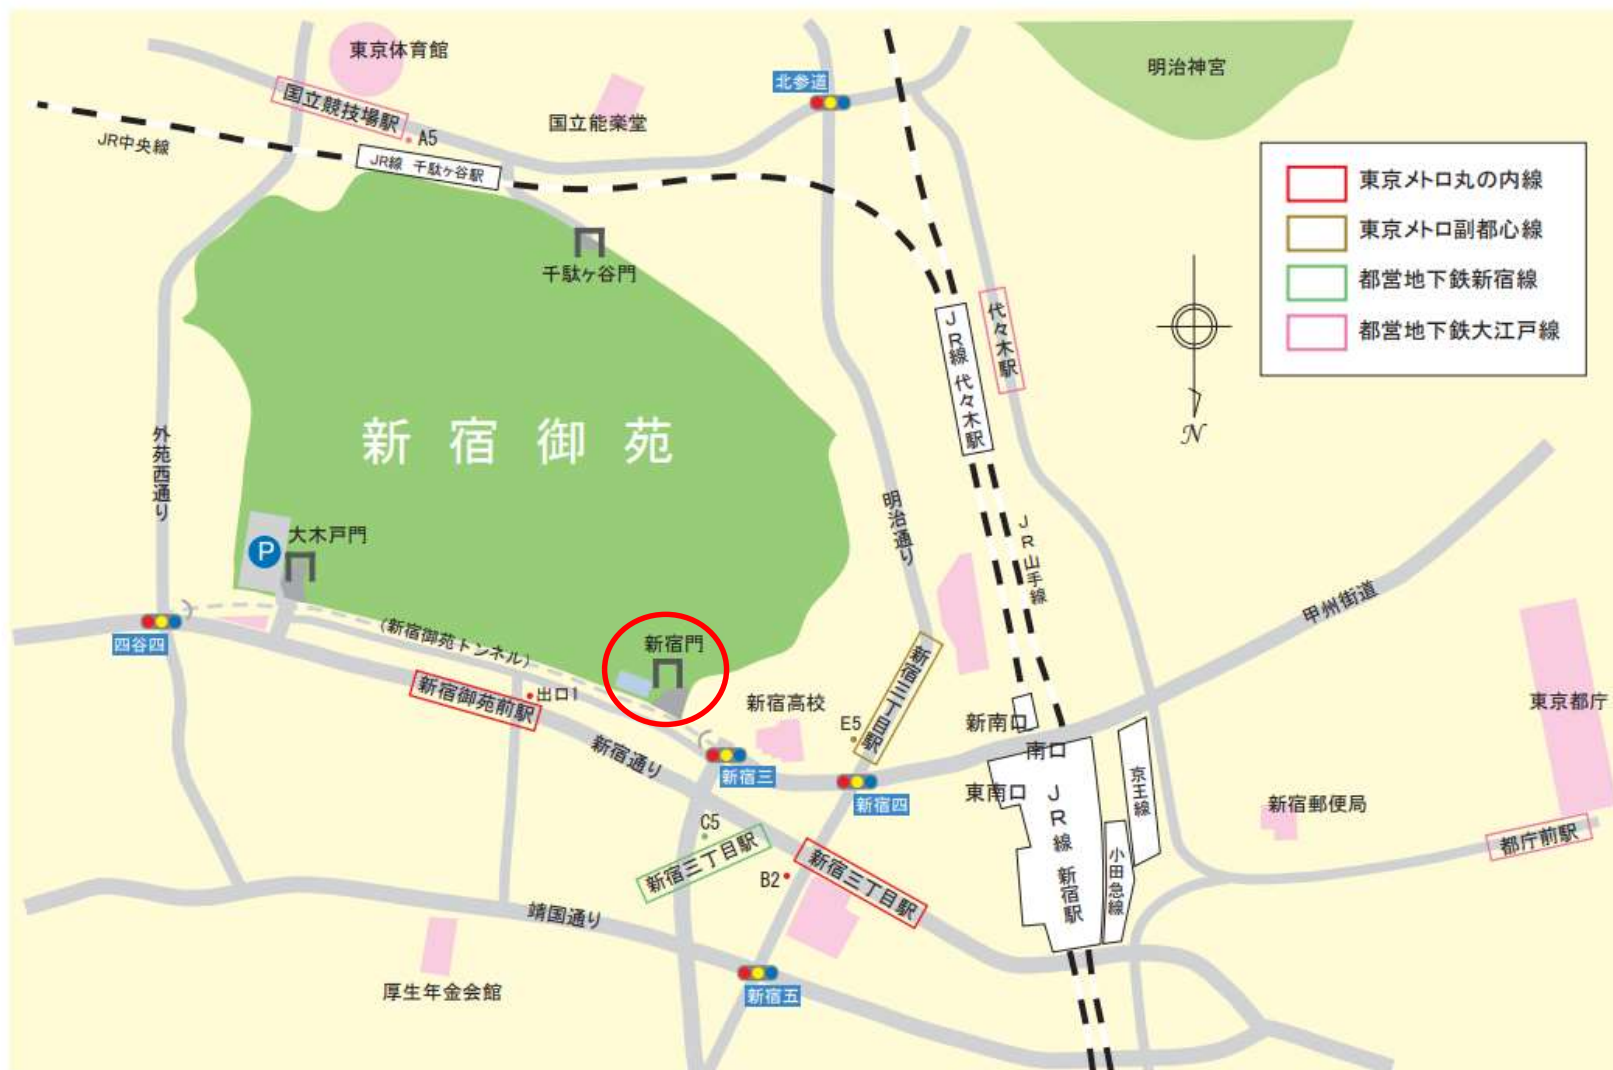 東京体育館
国立競技場駅
A5
JR中央線
JR線 千駄ヶ谷駅
国立能楽堂
北参道
明治神宮
東京メトロ丸の内線
東京メトロ副都心線
都営地下鉄新宿線
都営地下鉄大江戸線
N
千駄ヶ谷門
JR線 代々木駅
代々木駅
新宿御苑
外苑西通り
明治通り
JR山手線
大木戸門
P
四谷四
(新宿御苑トンネル)
新宿門
新宿御苑前駅
出口1
新宿通り
新宿高校
E5
新宿三丁目駅
甲州街道
東京都庁
新南口
南口
東南口
新宿三
新宿四
JR線 新宿駅
京王線
小田急線
新宿郵便局
都庁前駅
C5
新宿三丁目駅
B2
新宿三丁目駅
靖国通り
新宿五
厚生年金会館